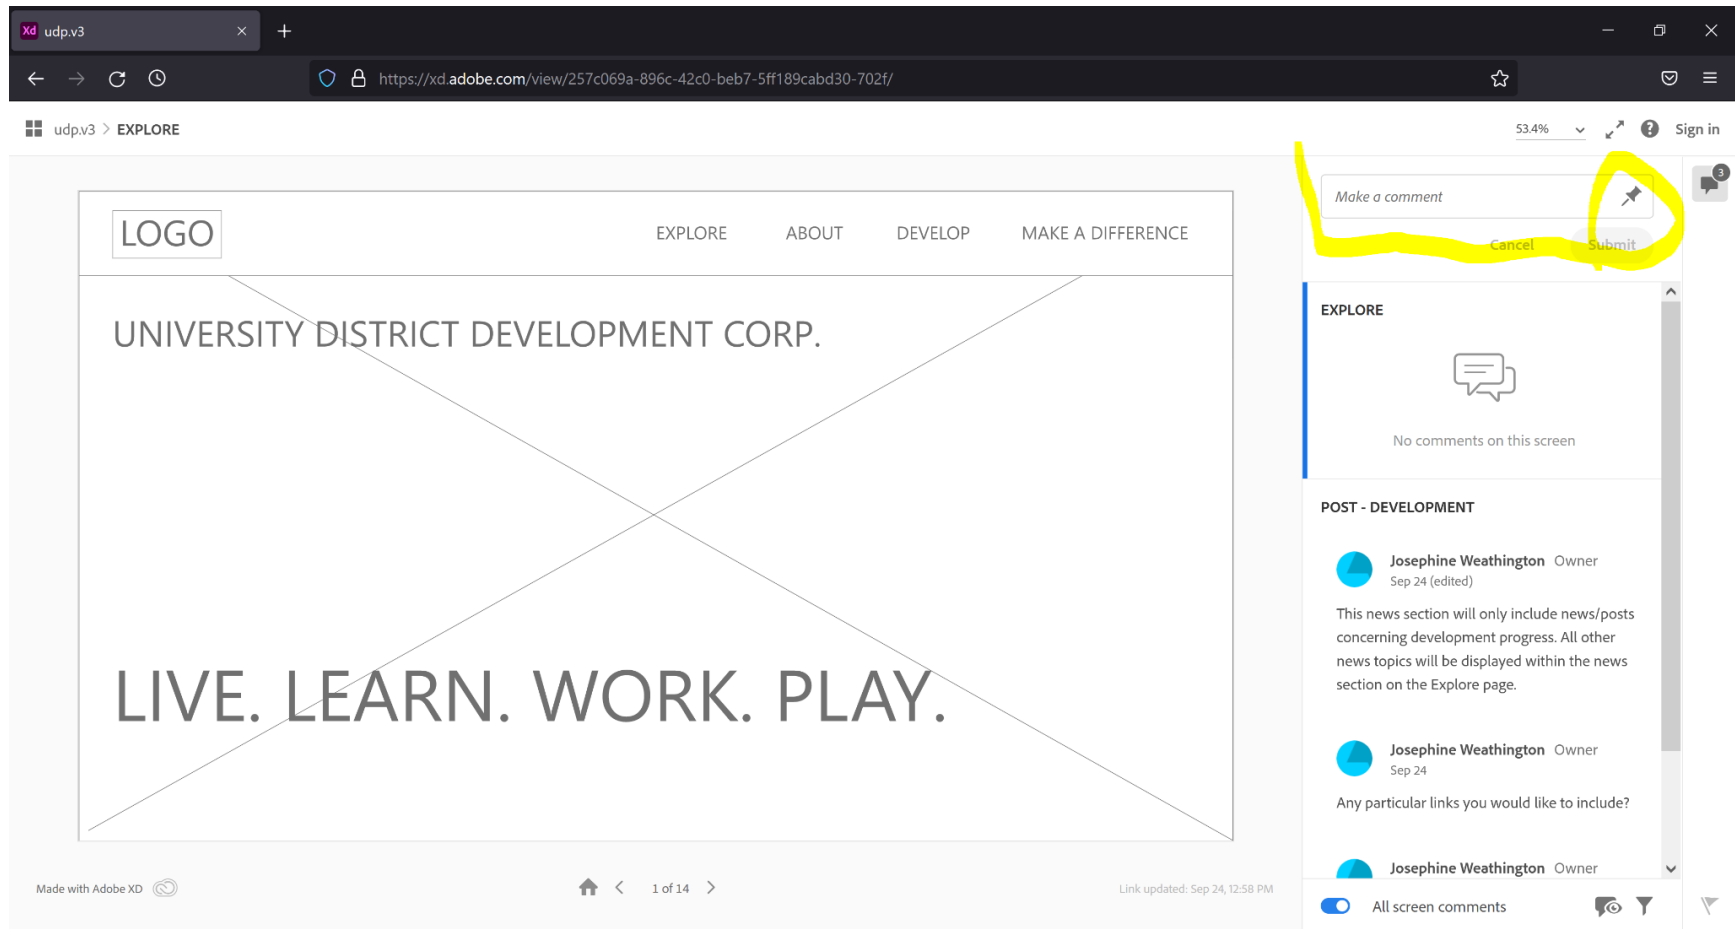 Xd udp.v3
https://xd.adobe.com/view/257c069a-896c-42c0-beb7-5ff189cabd30-702f/
udp.v3 > EXPLORE
53.4%
Sign in
LOGO
EXPLORE ABOUT DEVELOP MAKE A DIFFERENCE
UNIVERSITY DISTRICT DEVELOPMENT CORP.
LIVE. LEARN. WORK. PLAY.
Made with Adobe XD
1 of 14
Link updated: Sep 24, 12:58 PM
Make a comment
3
Cancel Submit
EXPLORE
No comments on this screen
POST - DEVELOPMENT
Josephine Weathington Owner
Sep 24 (edited)
This news section will only include news/posts
concerning development progress. All other
news topics will be displayed within the news
section on the Explore page.
Josephine Weathington Owner
Sep 24
Any particular links you would like to include?
Josephine Weathington Owner
All screen comments